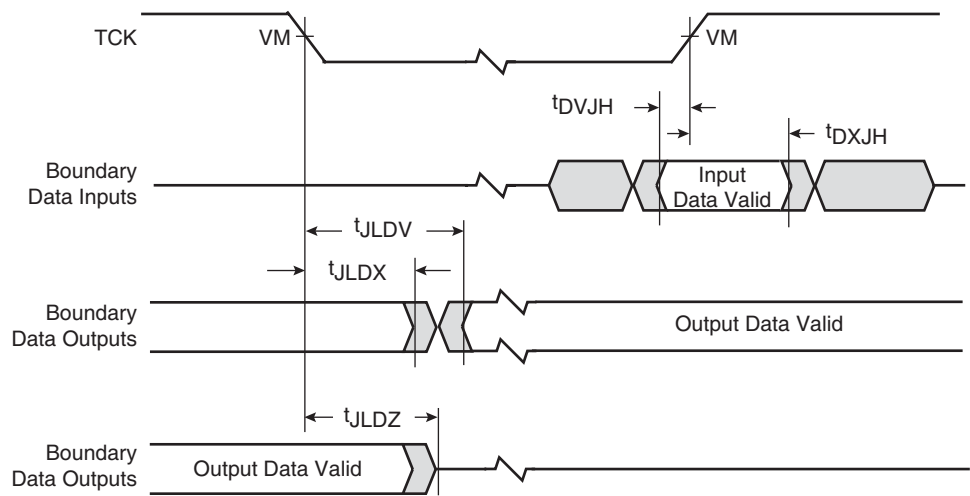 TCK
VM
VM
tDVJH
tDXJH
Boundary
Data Inputs
Input
Data Valid
tJLDV
tJLDX
Boundary
Data Outputs
Output Data Valid
tJLDZ
Boundary
Data Outputs
Output Data Valid